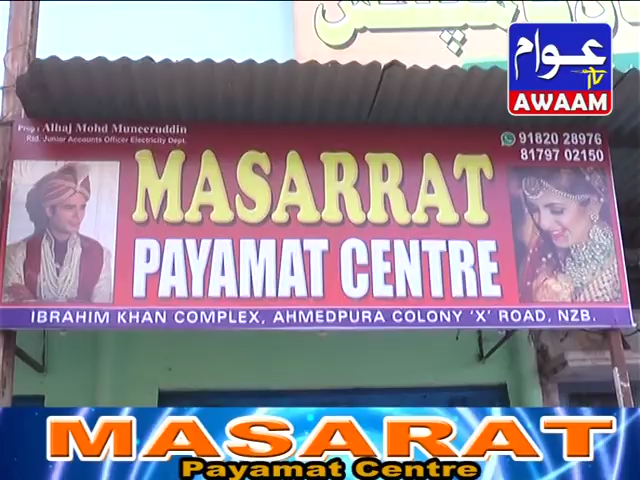 عوام
tv
AWAAM
Prop: Alhaj Mohd Muneeruddin
Rtd. Junior Accounts Officer Electricity Dept.
91820 28976
81797 02150
MASARRAT
PAYAMAT CENTRE
IBRAHIM KHAN COMPLEX, AHMEDPURA COLONY 'X' ROAD, NZB.
MASARAT
Payamat Centre